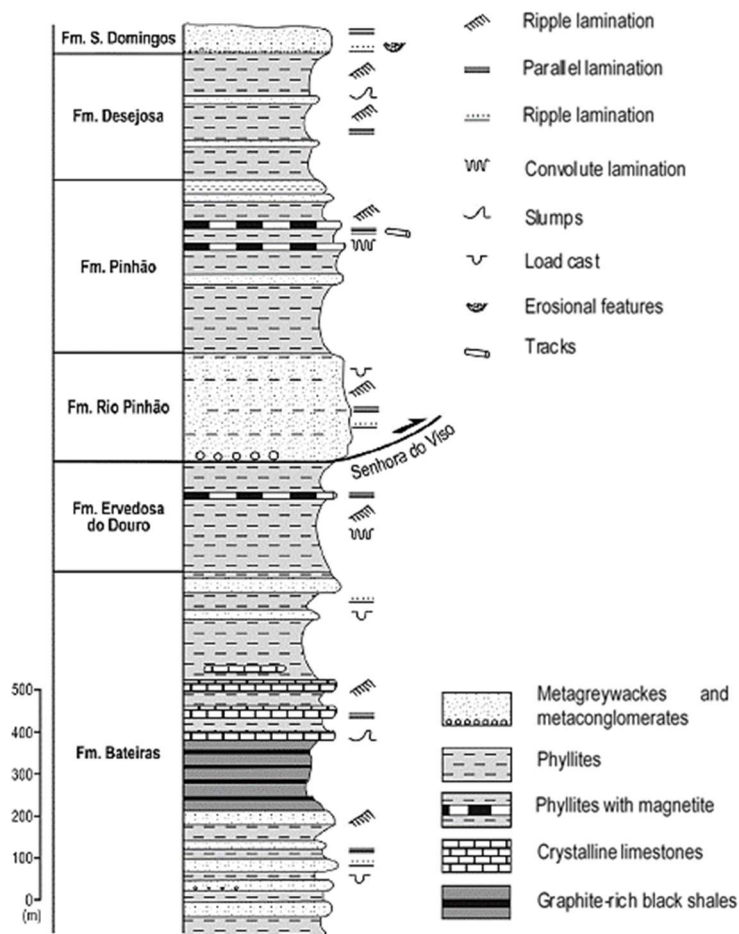 Fm. S. Domingos
Fm. Desejosa
Fm. Pinhão
Fm. Rio Pinhão
Senhora do Viso
Fm. Ervedosa
do Douro
Fm. Bateiras
500
400
300
200
100
0
(m)
Ripple lamination
Parallel lamination
Ripple lamination
Convolute lamination
Slumps
Load cast
Erosional features
Tracks
Metagreywackes and
metaconglomerates
Phyllites
Phyllites with magnetite
Crystalline limestones
Graphite-rich black shales